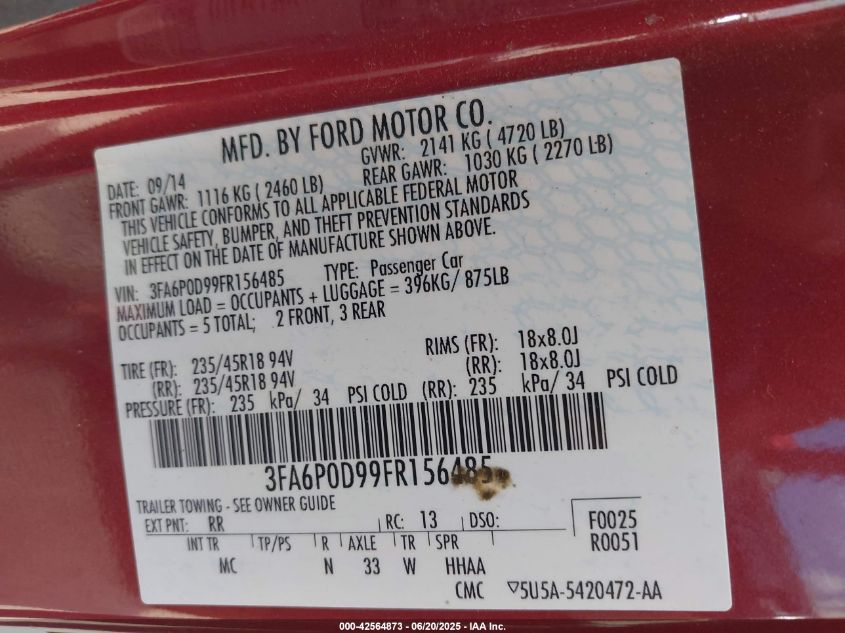 MFD. BY FORD MOTOR CO.
DATE: 09/14 GVWR: 2141 KG ( 4720 LB)
FRONT GAWR: 1116 KG ( 2460 LB) REAR GAWR: 1030 KG ( 2270 LB)
THIS VEHICLE CONFORMS TO ALL APPLICABLE FEDERAL MOTOR
VEHICLE SAFETY, BUMPER, AND THEFT PREVENTION STANDARDS
IN EFFECT ON THE DATE OF MANUFACTURE SHOWN ABOVE.
VIN: 3FA6P0D99FR156485 TYPE: Passenger Car
MAXIMUM LOAD = OCCUPANTS + LUGGAGE = 396KG/ 875LB
OCCUPANTS = 5 TOTAL; 2 FRONT, 3 REAR
TIRE (FR): 235/45R18 94V RIMS (FR): 18x8.0J
(RR): 235/45R18 94V (RR): 18x8.0J
PRESSURE (FR): 235 kPa/ 34 PSI COLD (RR): 235 kPa/ 34 PSI COLD
3FA6P0D99FR156485
TRAILER TOWING - SEE OWNER GUIDE
EXT PNT: RR RC: 13 DSO: F0025
INT TR TP/PS R AXLE TR SPR R0051
MC N 33 W HHAA
CMC ▽5U5A-5420472-AA
000-42564873 / 06/20/2025 - IAA Inc.